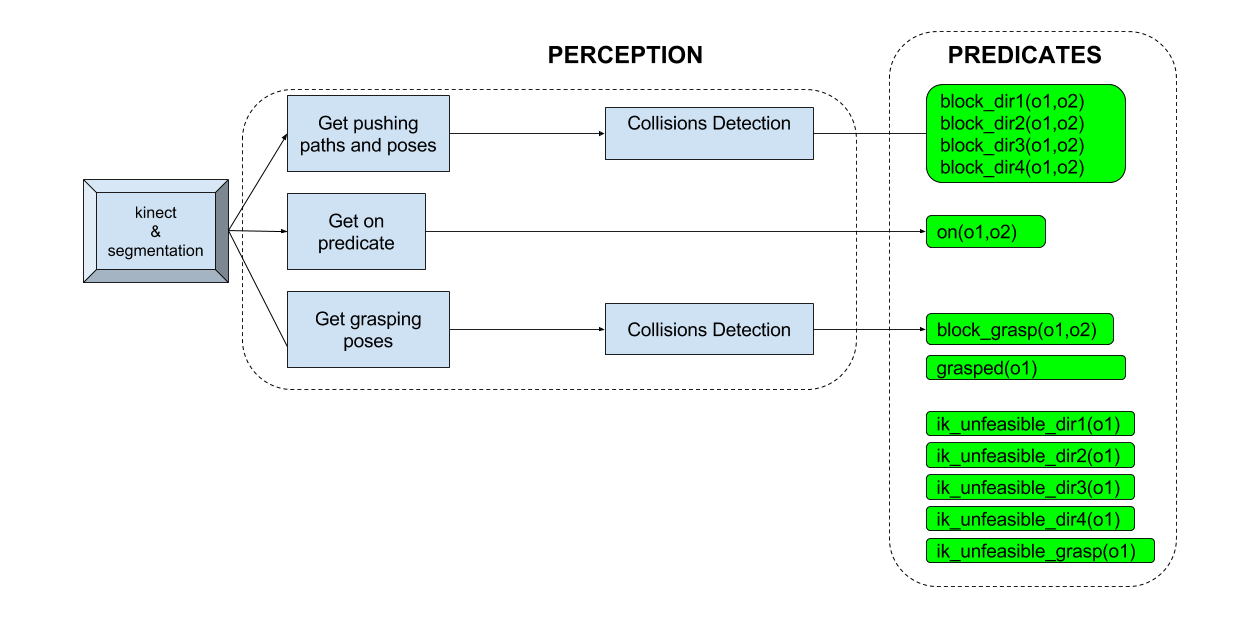 PERCEPTION
PREDICATES
kinect
&
segmentation
Get pushing
paths and poses
Collisions Detection
block_dir1(o1,o2)
block_dir2(o1,o2)
block_dir3(o1,o2)
block_dir4(o1,o2)
Get on
predicate
on(o1,o2)
Get grasping
poses
Collisions Detection
block_grasp(o1,o2)
grasped(o1)
ik_unfeasible_dir1(o1)
ik_unfeasible_dir2(o1)
ik_unfeasible_dir3(o1)
ik_unfeasible_dir4(o1)
ik_unfeasible_grasp(o1)